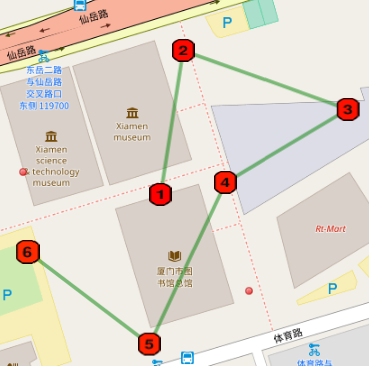 仙岳路
P
仙岳路
东岳二路
与仙岳路
交叉路口
东侧:119700
2
3
Xiamen
museum
Xiamen
science
technology
museum
4
1
Rt-Mart
6
厦门市图
书馆总馆
P
P
5
体育路
体育路与